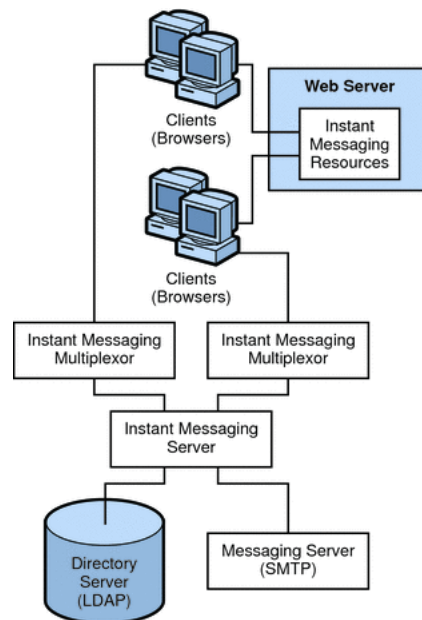 Web Server
Instant
Messaging
Resources
Clients
(Browsers)
Clients
(Browsers)
Instant Messaging
Multiplexor
Instant Messaging
Multiplexor
Instant Messaging
Server
Directory
Server
(LDAP)
Messaging Server
(SMTP)